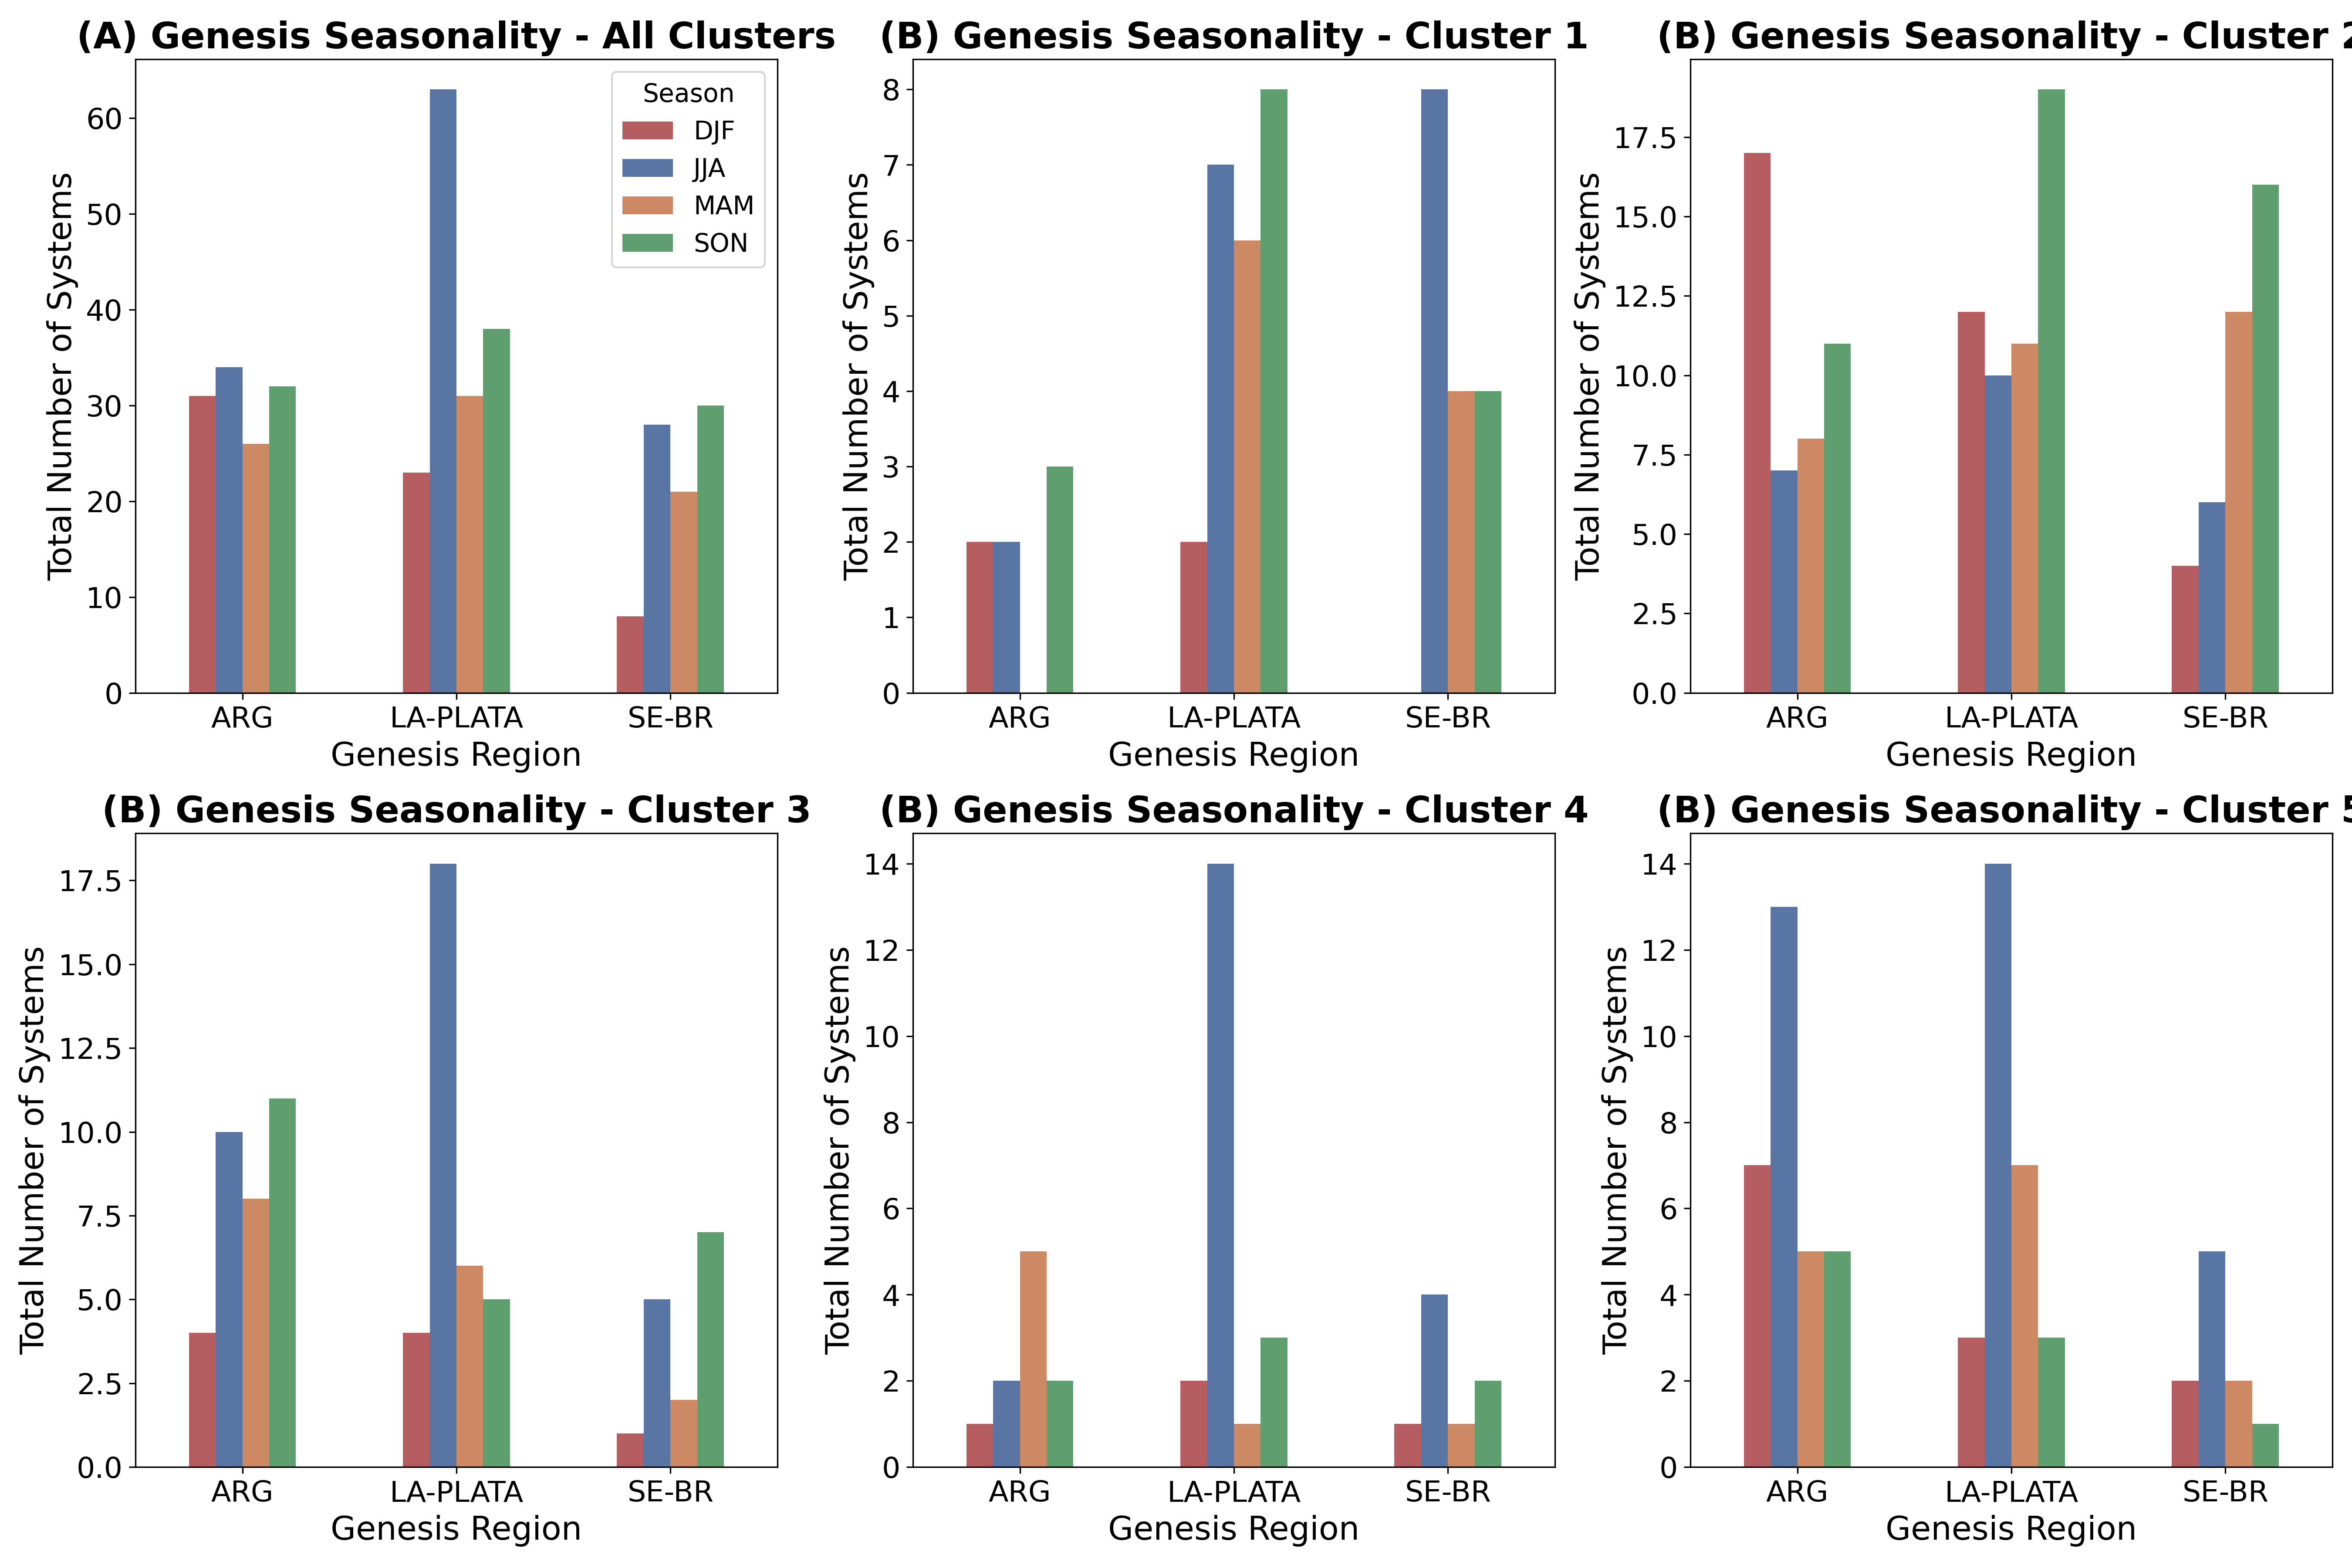 (A) Genesis Seasonality - All Clusters
Total Number of Systems
60
50
40
30
20
10
0
Season
DJF
JJA
MAM
SON
ARG LA-PLATA SE-BR
Genesis Region
(B) Genesis Seasonality - Cluster 1
Total Number of Systems
8
7
6
5
4
3
2
1
0
ARG LA-PLATA SE-BR
Genesis Region
(B) Genesis Seasonality - Cluster 2
Total Number of Systems
17.5
15.0
12.5
10.0
7.5
5.0
2.5
0.0
ARG LA-PLATA SE-BR
Genesis Region
(B) Genesis Seasonality - Cluster 3
Total Number of Systems
17.5
15.0
12.5
10.0
7.5
5.0
2.5
0.0
ARG LA-PLATA SE-BR
Genesis Region
(B) Genesis Seasonality - Cluster 4
Total Number of Systems
14
12
10
8
6
4
2
0
ARG LA-PLATA SE-BR
Genesis Region
(B) Genesis Seasonality - Cluster 5
Total Number of Systems
14
12
10
8
6
4
2
0
ARG LA-PLATA SE-BR
Genesis Region